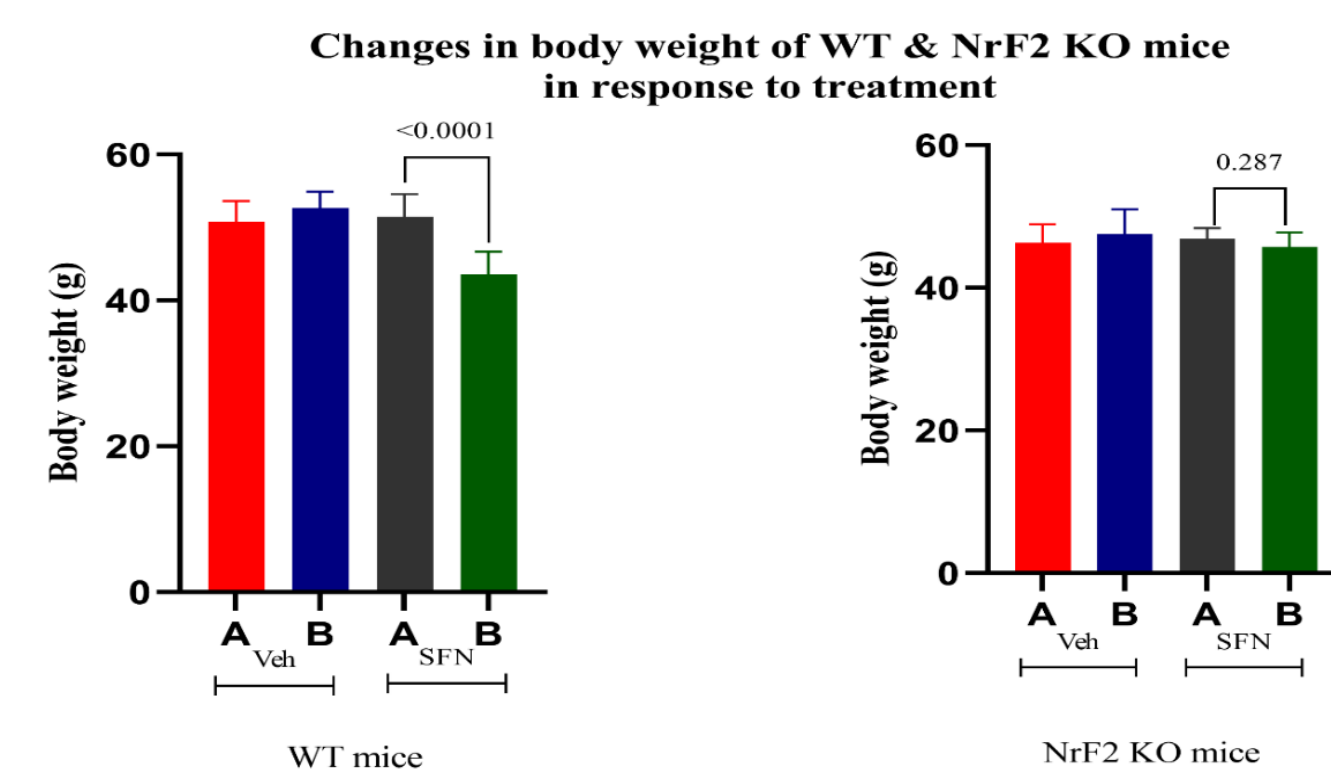 Changes in body weight of WT & NrF2 KO mice
in response to treatment
<0.0001
60
40
20
0
Body weight (g)
A B A B
Veh SFN
WT mice
0.287
60
40
20
0
Body weight (g)
A B A B
Veh SFN
NrF2 KO mice